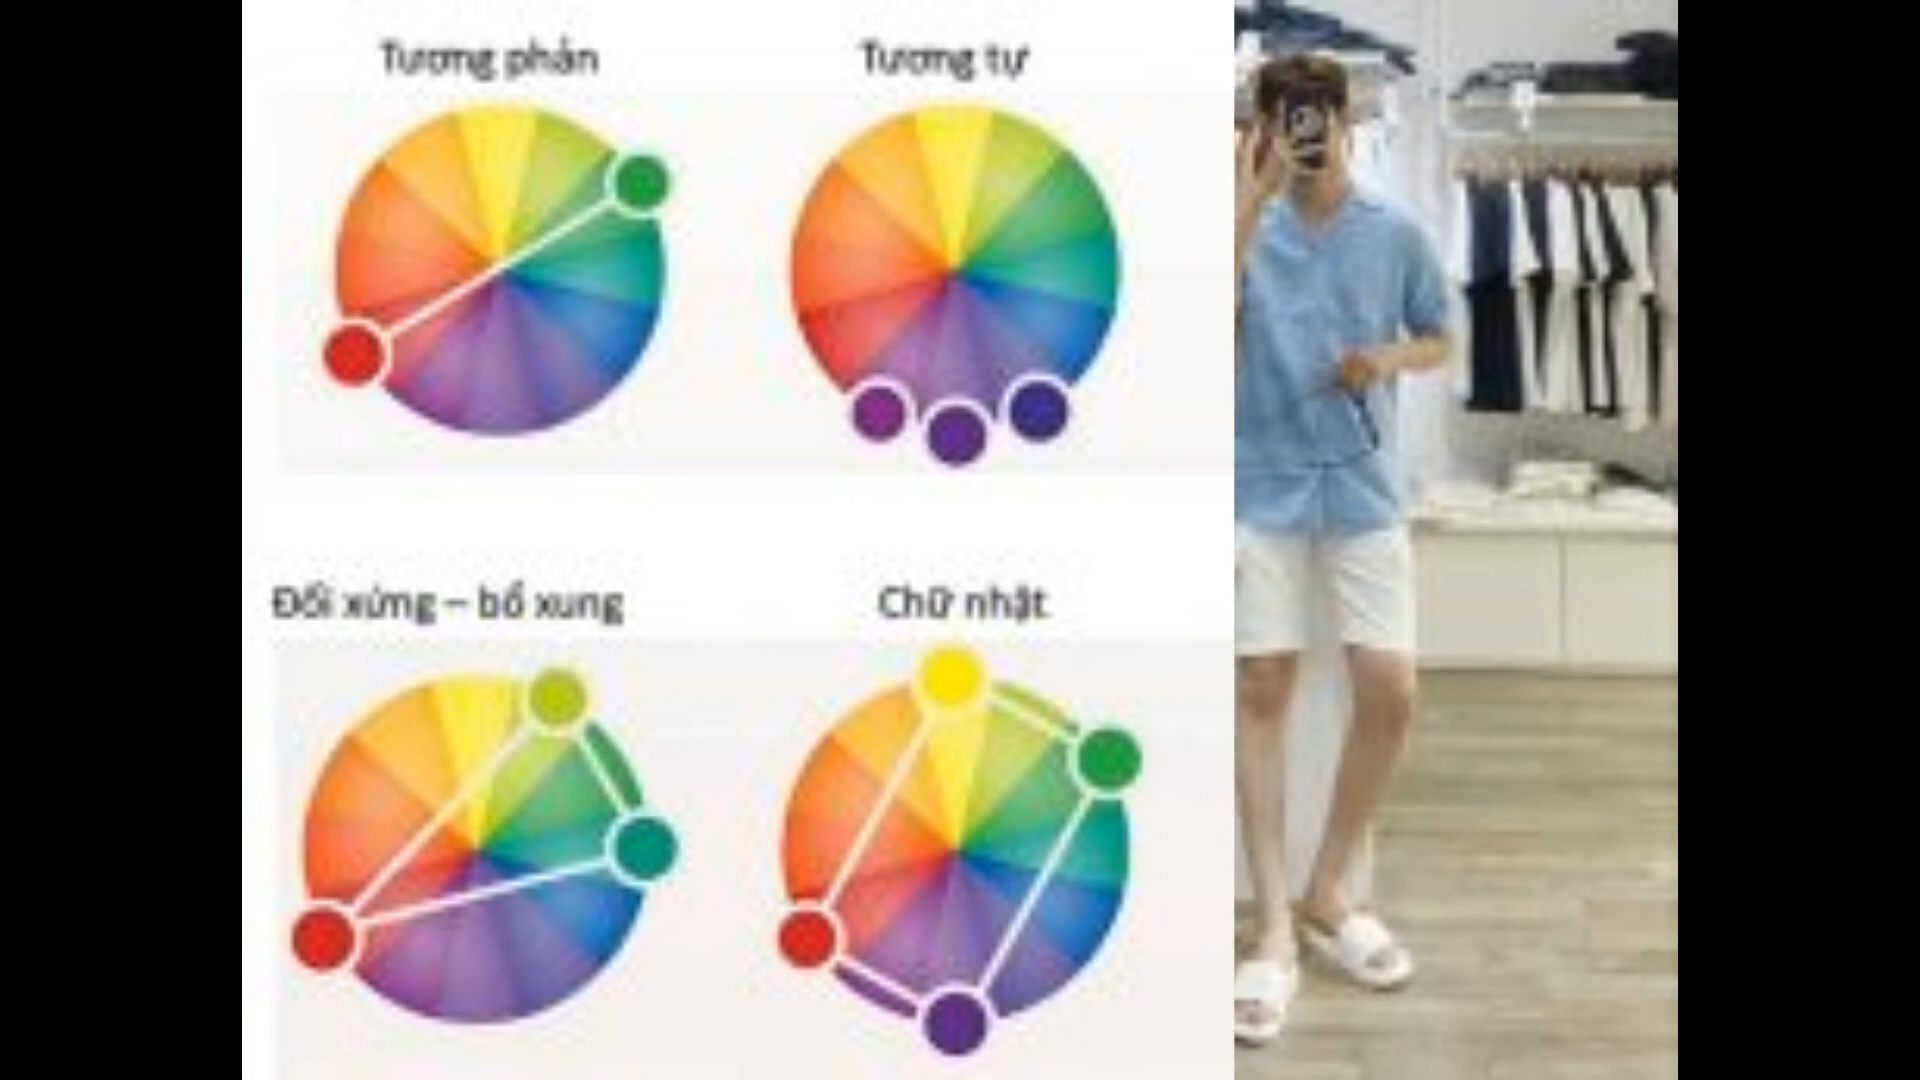 Tương phản
Tương tự
Đối xứng – bổ xung
Chữ nhật